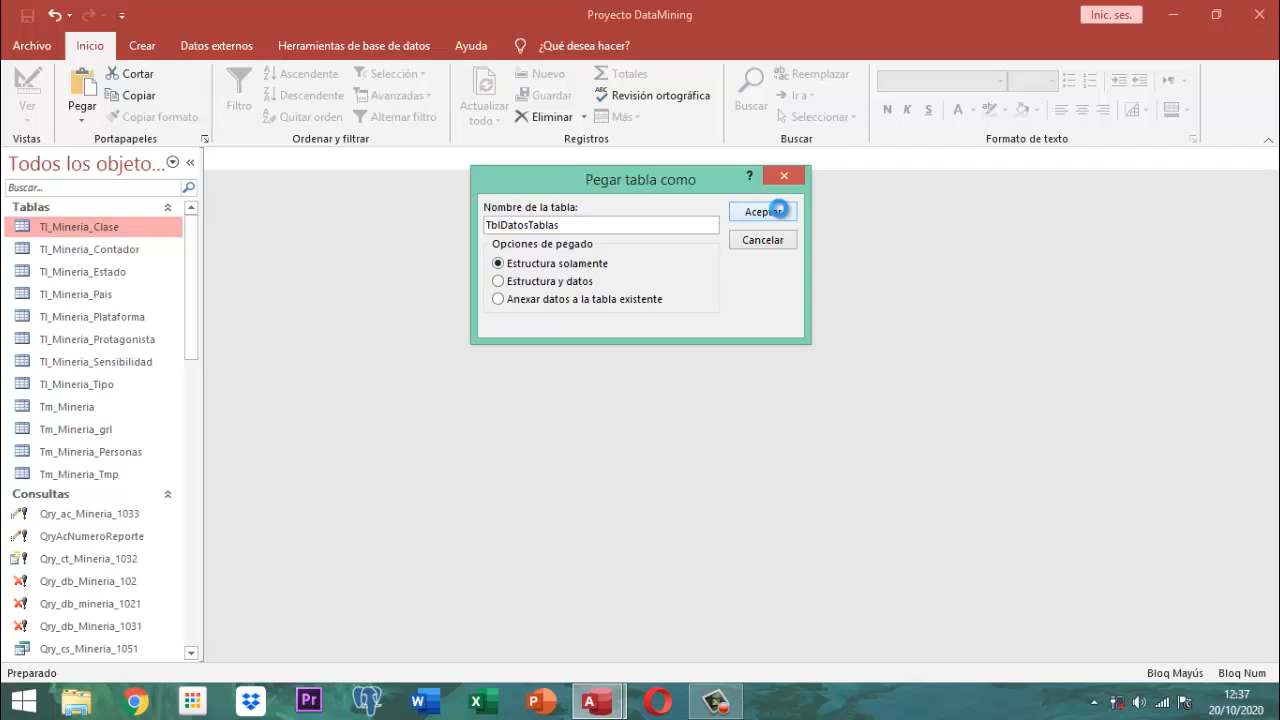 Proyecto DataMining
Inic. ses.
Archivo
Inicio
Crear
Datos externos
Herramientas de base de datos
Ayuda
¿Qué desea hacer?
Ver
Vistas
Pegar
Cortar
Copiar
Copiar formato
Portapapeles
Filtro
Ascendente
Descendente
Quitar orden
Selección
Avanzadas
Alternar filtro
Ordenar y filtrar
Actualizar
todo
Nuevo
Guardar
Eliminar
Totales
Revisión ortográfica
Más
Registros
Buscar
Reemplazar
Ir a
Seleccionar
Buscar
N K S
Formato de texto
Todos los objeto...
Buscar...
Tablas
Tl_Mineria_Clase
Tl_Mineria_Contador
Tl_Mineria_Estado
Tl_Mineria_Pais
Tl_Mineria_Plataforma
Tl_Mineria_Protagonista
Tl_Mineria_Sensibilidad
Tl_Mineria_Tipo
Tm_Mineria
Tm_Mineria_grl
Tm_Mineria_Personas
Tm_Mineria_Tmp
Consultas
Qry_ac_Mineria_1033
QryAcNumeroReporte
Qry_ct_Mineria_1032
Qry_db_Mineria_102
Qry_db_mineria_1021
Qry_db_Mineria_1031
Qry_cs_Mineria_1051
Pegar tabla como
?
Nombre de la tabla:
TblDatosTablas
Opciones de pegado
Estructura solamente
Estructura y datos
Anexar datos a la tabla existente
Aceptar
Cancelar
Preparado
Bloq Mayús
Bloq Num
12:37
20/10/2020